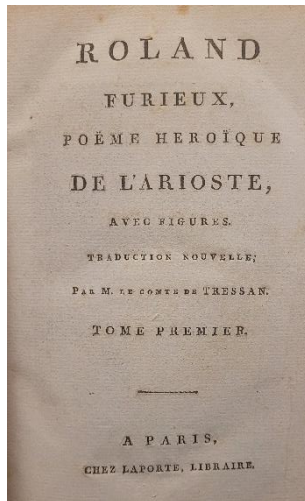 ROLAND
FURIEUX,
POËME HEROÏQUE
DE L'ARIOSTE,
AVEC FIGURES.
TRADUCTION NOUVELLE;
PAR M. LE COMTE DE TRESSAN.
TOME PREMIER.
A PARIS,
CHEZ LAPORTE, LIBRAIRE.